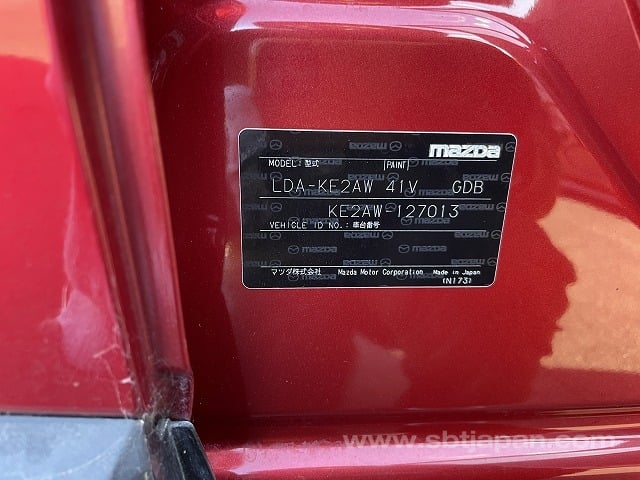 mazda
MODEL: 型式 PAINT
LDA-KE2AW 41V GDB
KE2AW-127013
VEHICLE ID NO.: 車台番号
マツダ株式会社 Mazda Motor Corporation Made in Japan
(N173)
www.sbtjapan.com